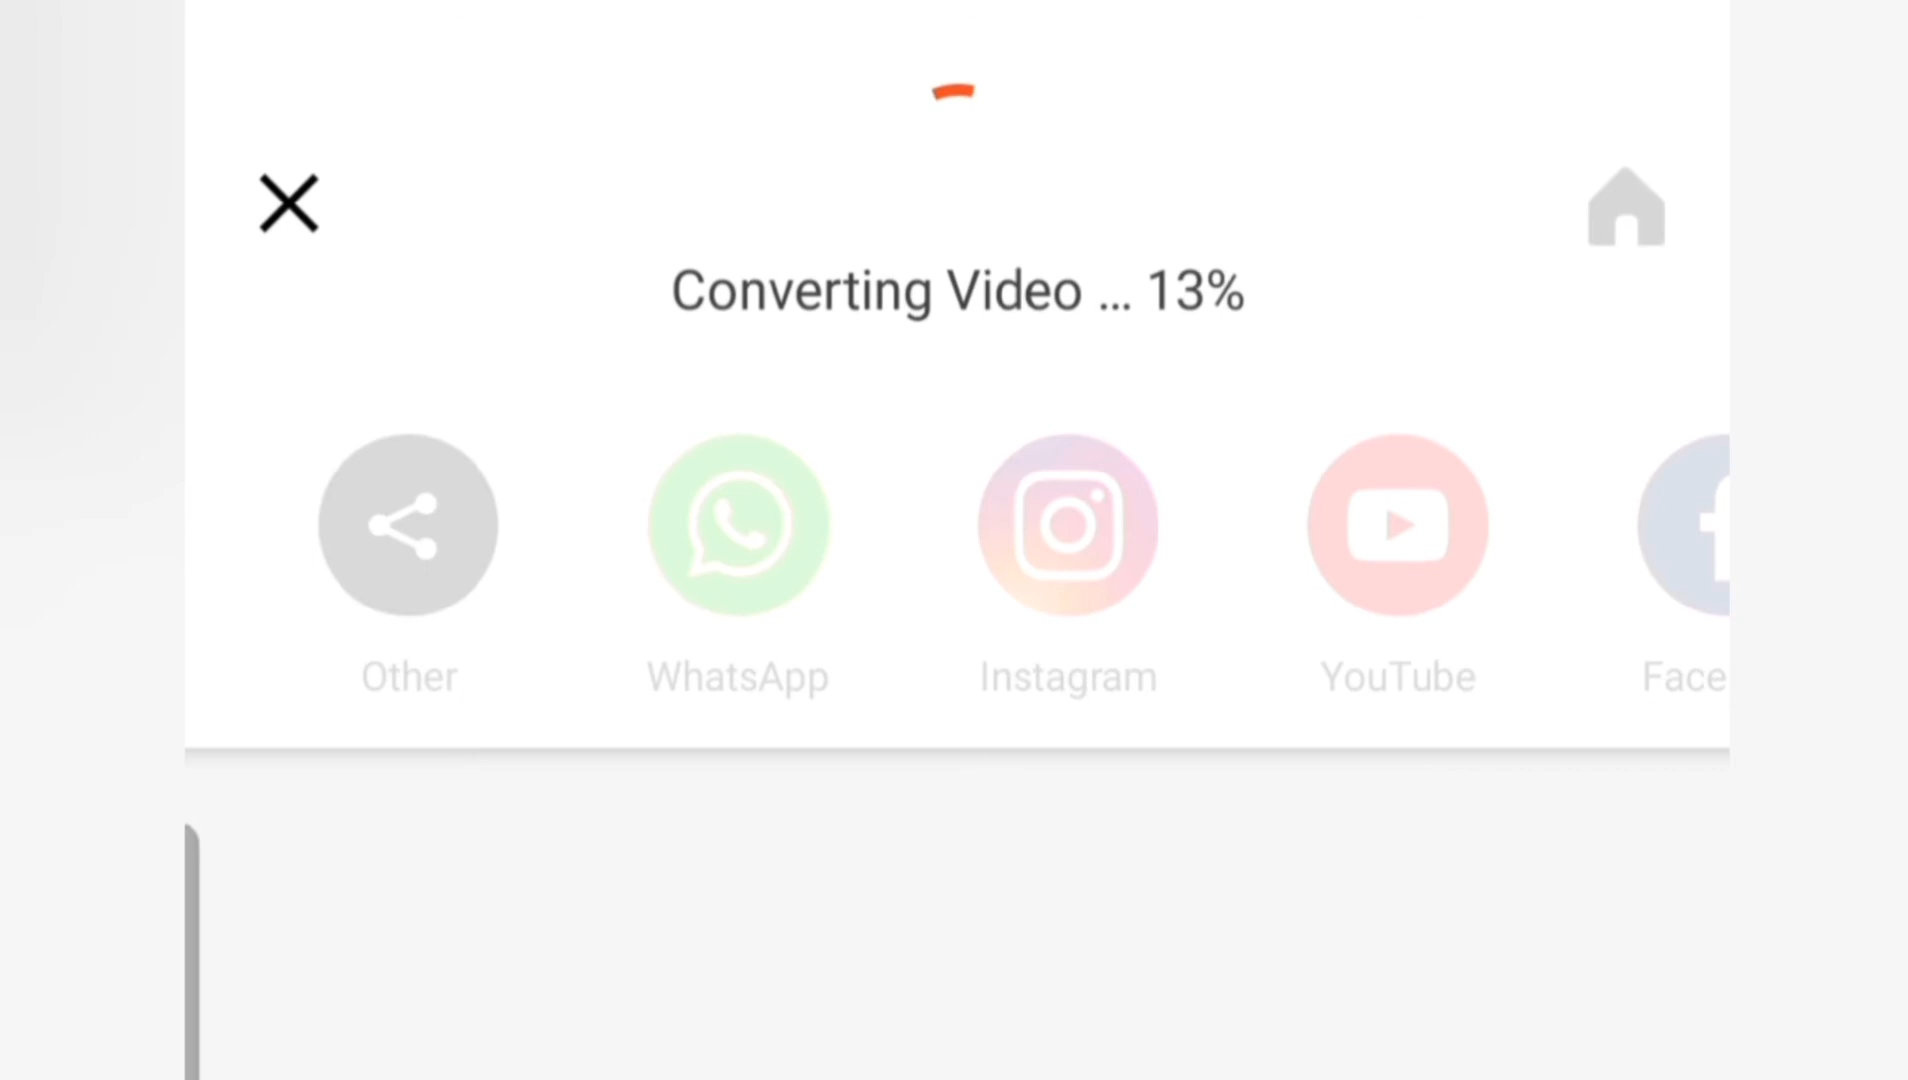 Converting Video ... 13%
Other
WhatsApp
Instagram
YouTube
Face